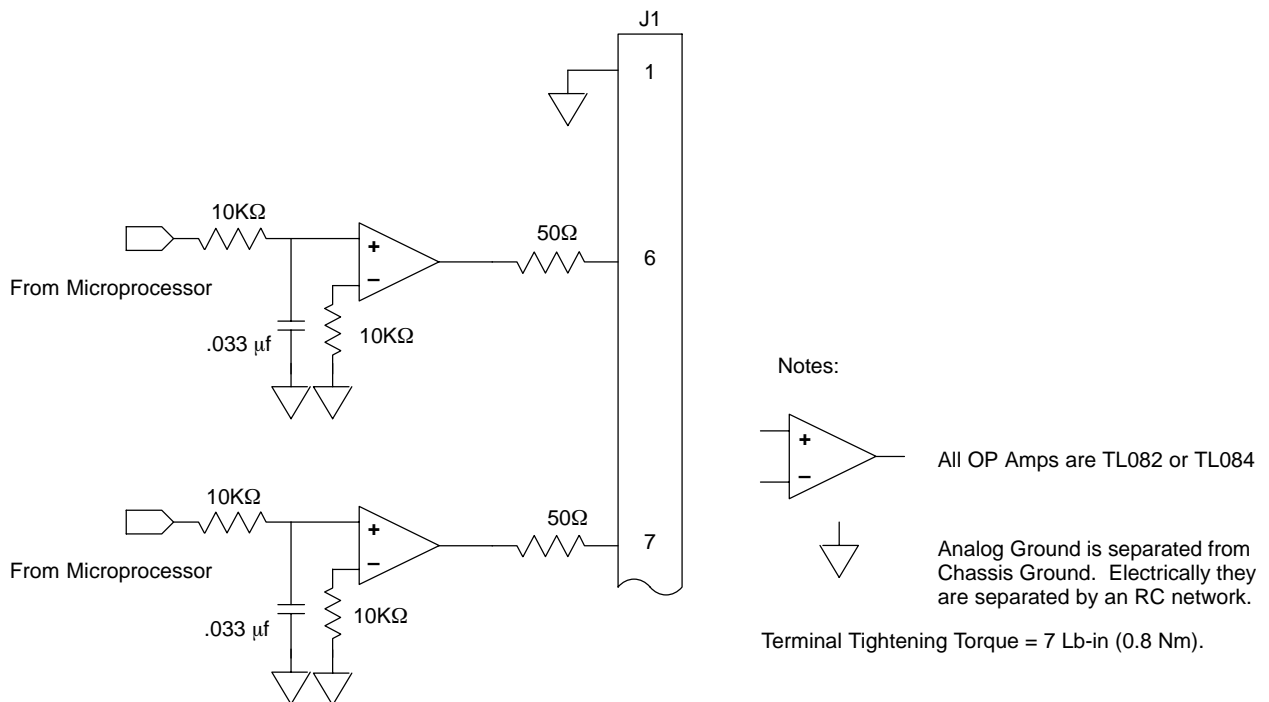 J1
1
10KΩ
+
−
50Ω
6
From Microprocessor
.033 μf
10KΩ
10KΩ
+
−
50Ω
7
From Microprocessor
.033 μf
10KΩ
Notes:
+
−
All OP Amps are TL082 or TL084
Analog Ground is separated from
Chassis Ground. Electrically they
are separated by an RC network.
Terminal Tightening Torque = 7 Lb-in (0.8 Nm).